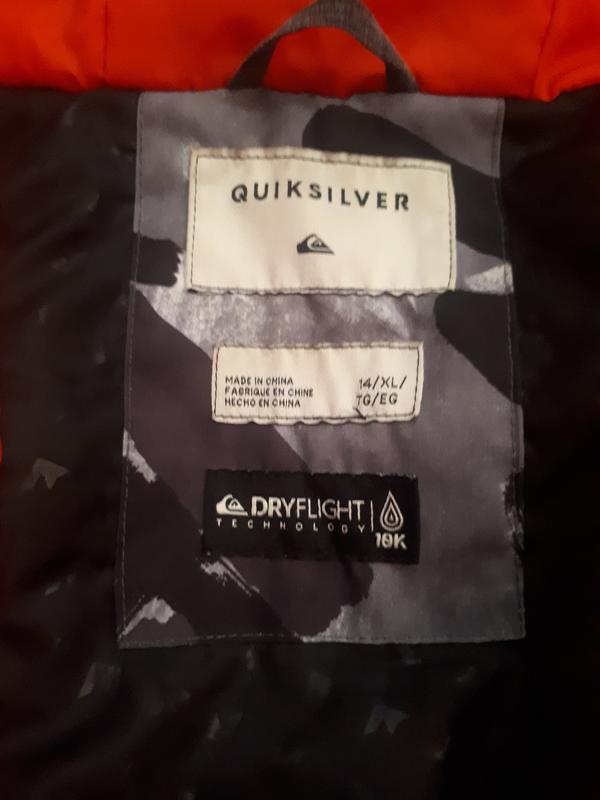 QUIKSILVER
MADE IN CHINA
FABRIQUE EN CHINE
HECHO EN CHINA
14/XL/
TG/EG
DRYFLIGHT
TECHNOLOGY
10K